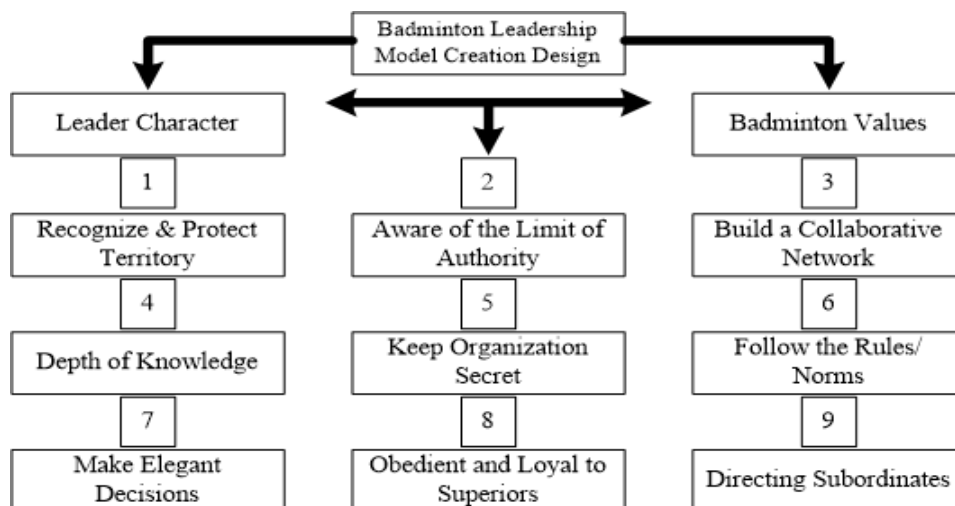 Badminton Leadership
Model Creation Design
Leader Character
Badminton Values
1
2
3
Recognize & Protect
Territory
Aware of the Limit of
Authority
Build a Collaborative
Network
4
5
6
Depth of Knowledge
Keep Organization
Secret
Follow the Rules/
Norms
7
8
9
Make Elegant
Decisions
Obedient and Loyal to
Superiors
Directing Subordinates